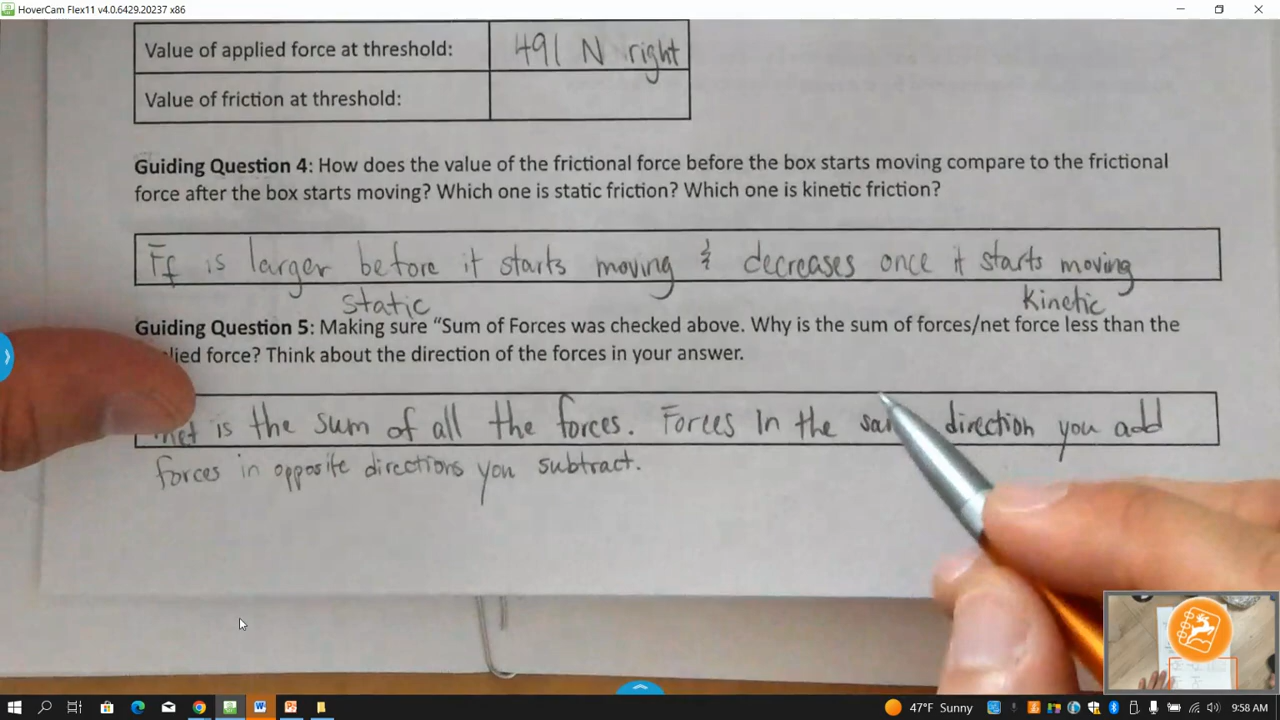 HoverCam Flex11 v4.0.6429.20237 x86
Value of applied force at threshold: 491 N right
Value of friction at threshold:
Guiding Question 4: How does the value of the frictional force before the box starts moving compare to the frictional
force after the box starts moving? Which one is static friction? Which one is kinetic friction?
Ff is larger before it starts moving & decreases once it starts moving
static kinetic
Guiding Question 5: Making sure “Sum of Forces was checked above. Why is the sum of forces/net force less than the
force? Think about the direction of the forces in your answer.
is the sum of all the forces. Forces in the direction you add
forces in opposite directions you subtract.
47°F Sunny
9:58 AM